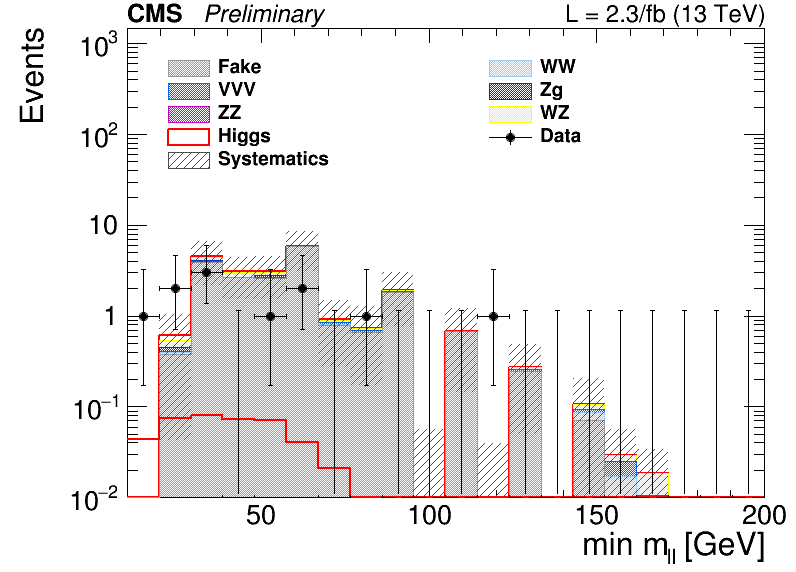 CMS Preliminary L = 2.3/fb (13 TeV)
Events
10³
10²
10
1
10⁻¹
10⁻²
Fake
VVV
ZZ
Higgs
Systematics
WW
Zg
WZ
Data
50 100 150 200
min m_ll [GeV]